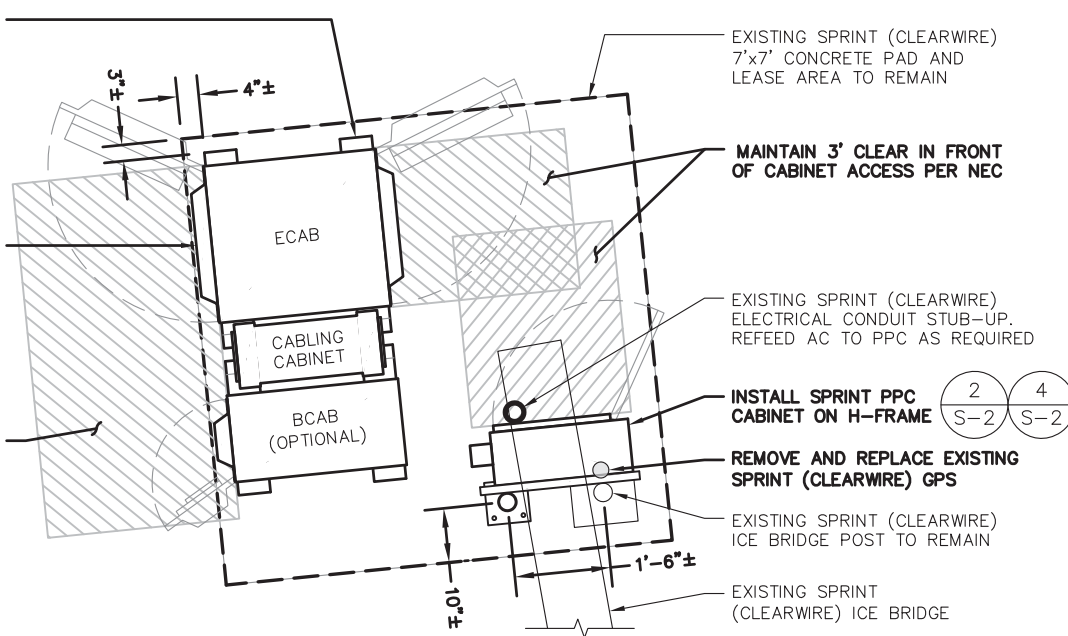 EXISTING SPRINT (CLEARWIRE)
7'x7' CONCRETE PAD AND
LEASE AREA TO REMAIN
3"±
4"±
MAINTAIN 3' CLEAR IN FRONT
OF CABINET ACCESS PER NEC
ECAB
EXISTING SPRINT (CLEARWIRE)
ELECTRICAL CONDUIT STUB-UP.
REFEED AC TO PPC AS REQUIRED
CABLING
CABINET
BCAB
(OPTIONAL)
INSTALL SPRINT PPC
CABINET ON H-FRAME
2
S-2
4
S-2
REMOVE AND REPLACE EXISTING
SPRINT (CLEARWIRE) GPS
EXISTING SPRINT (CLEARWIRE)
ICE BRIDGE POST TO REMAIN
1'-6"±
10"±
EXISTING SPRINT
(CLEARWIRE) ICE BRIDGE